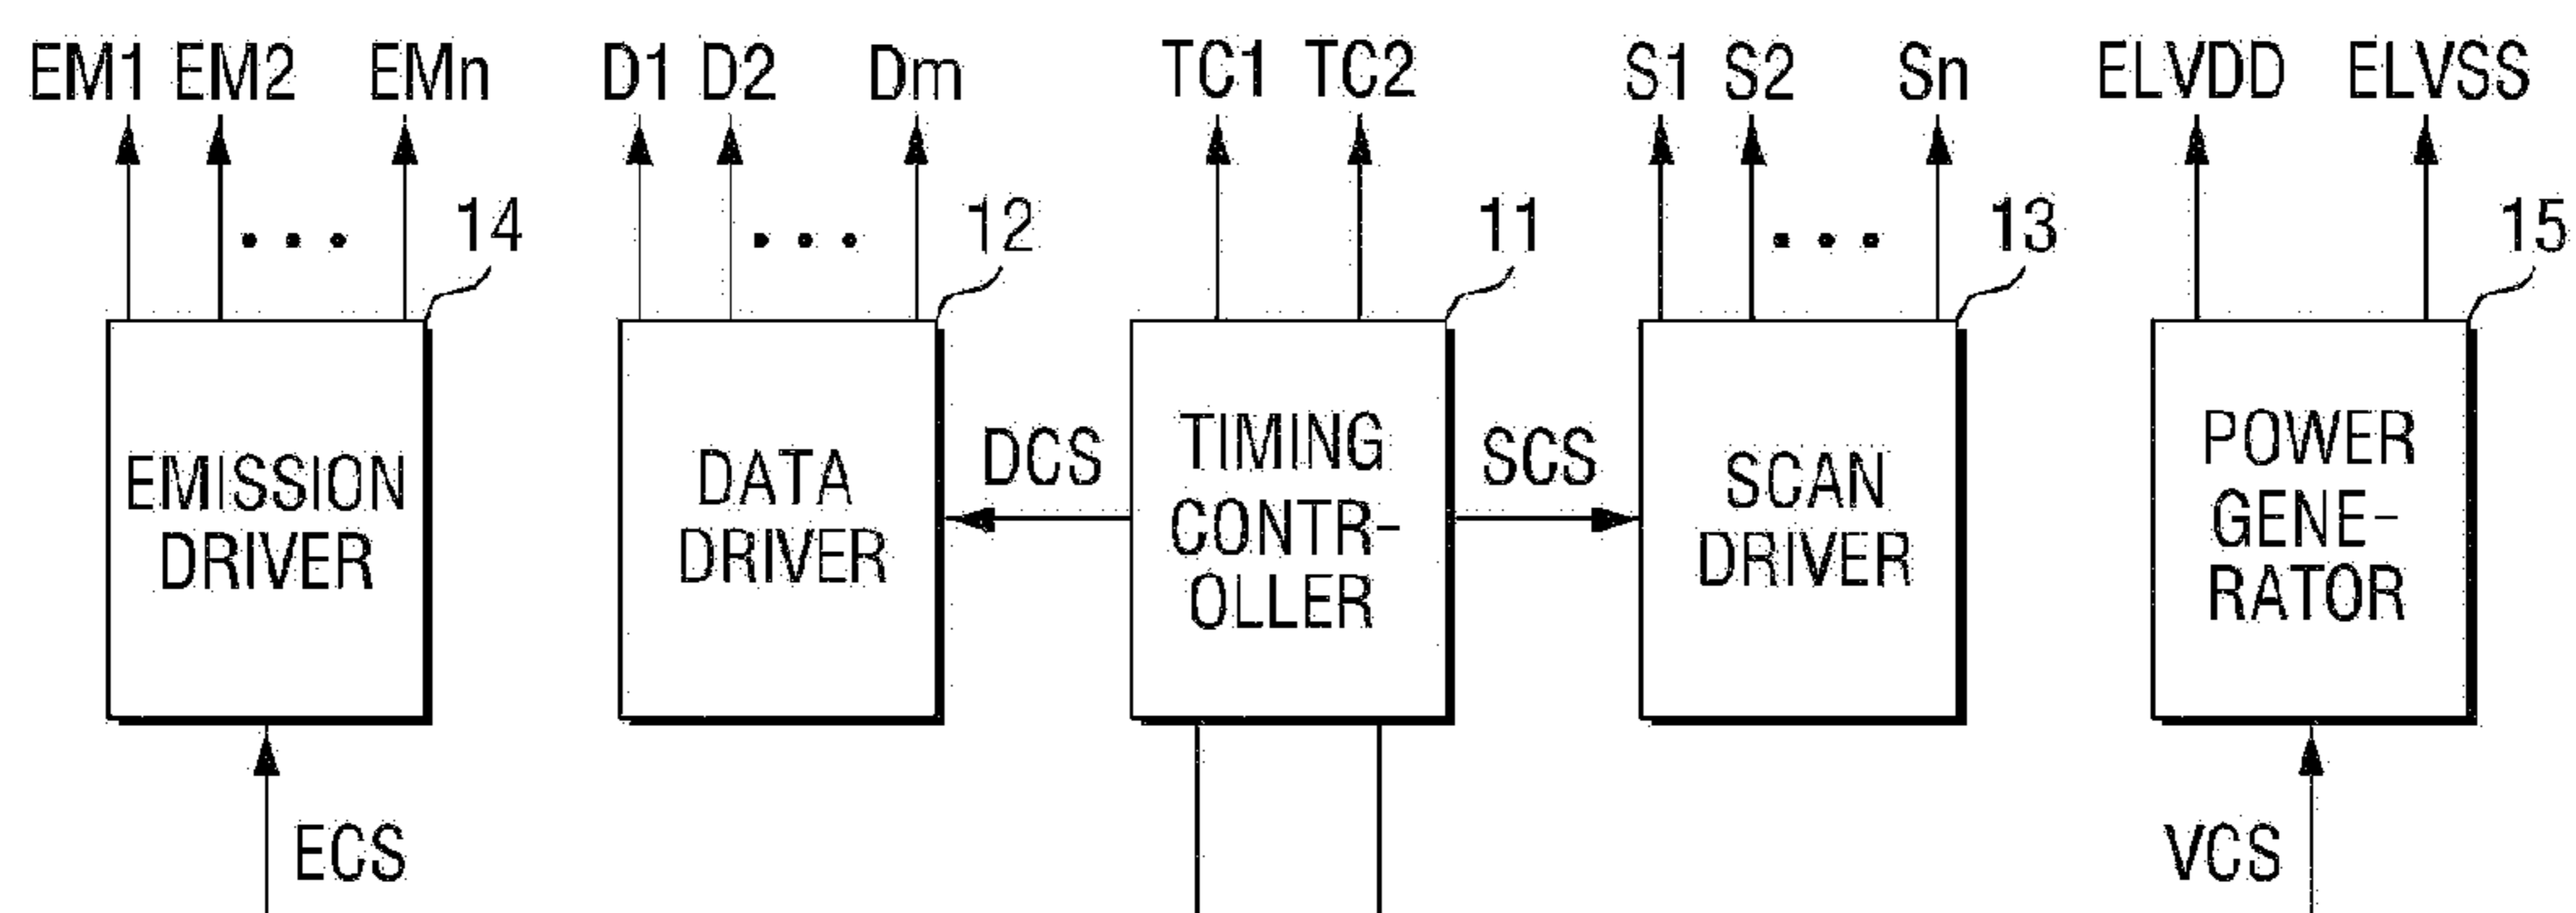 EM1 EM2 EMn D1 D2 Dm TC1 TC2 S1 S2 Sn ELVDD ELVSS
14 12 11 13 15
EMISSION
DRIVER
DATA
DRIVER
DCS
TIMING
CONTR-
OLLER
SCS
SCAN
DRIVER
POWER
GENE-
RATOR
ECS
VCS